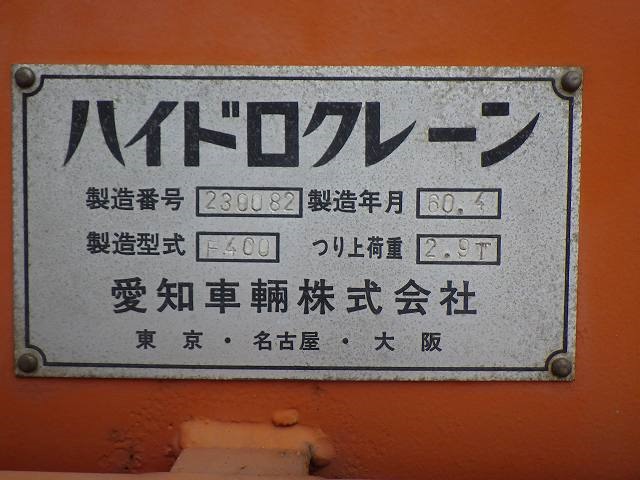 ハイドロクレーン
製造番号 230082 製造年月 60.4
製造型式 F400 つり上荷重 2.9T
愛知車輌株式会社
東京・名古屋・大阪